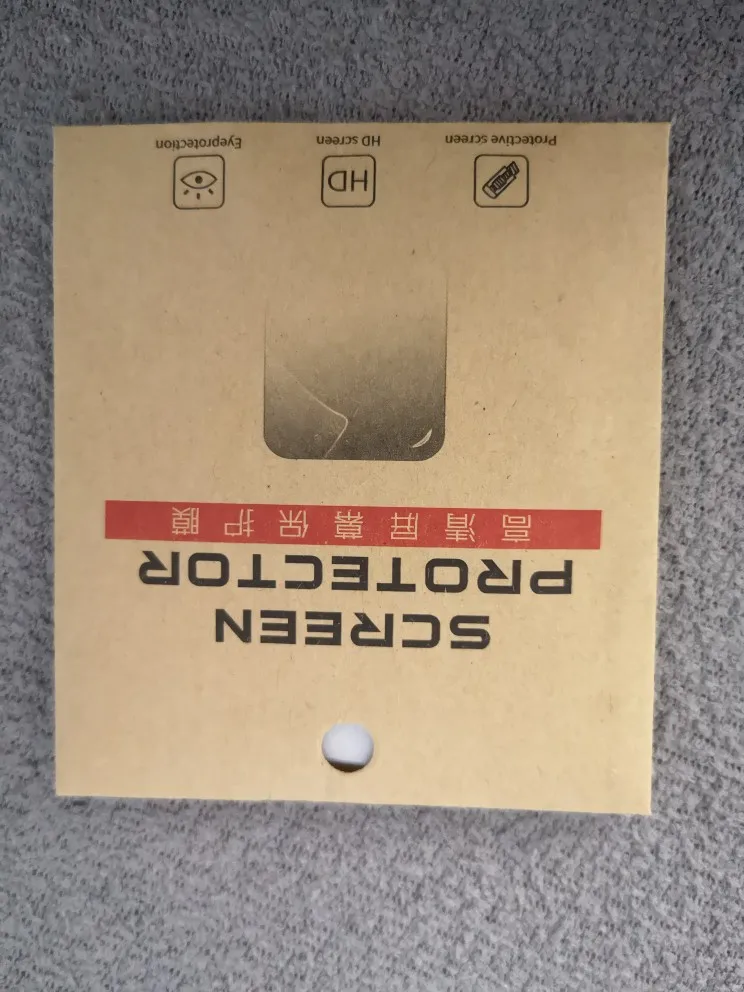 SCREEN
PROTECTOR
高清屏幕保护膜
HD
Protective screen
HD screen
Eyeprotection